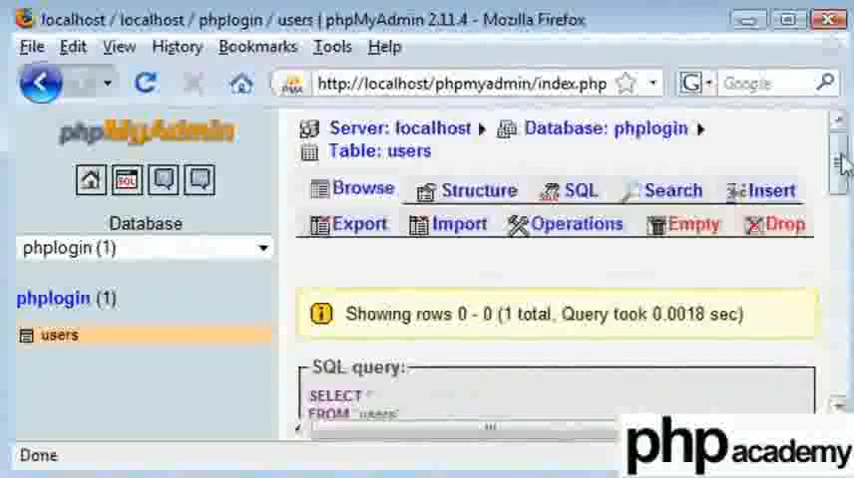 localhost / localhost / phplogin / users | phpMyAdmin 2.11.4 - Mozilla Firefox
File Edit View History Bookmarks Tools Help
http://localhost/phpmyadmin/index.php
G Google
phpMyAdmin
Server: localhost Database: phplogin
Table: users
SQL
Browse Structure SQL Search Insert
Database
Export Import Operations Empty Drop
phplogin (1)
phplogin (1)
Showing rows 0 - 0 (1 total, Query took 0.0018 sec)
users
SQL query:
SELECT *
FROM `users`
Done
php academy